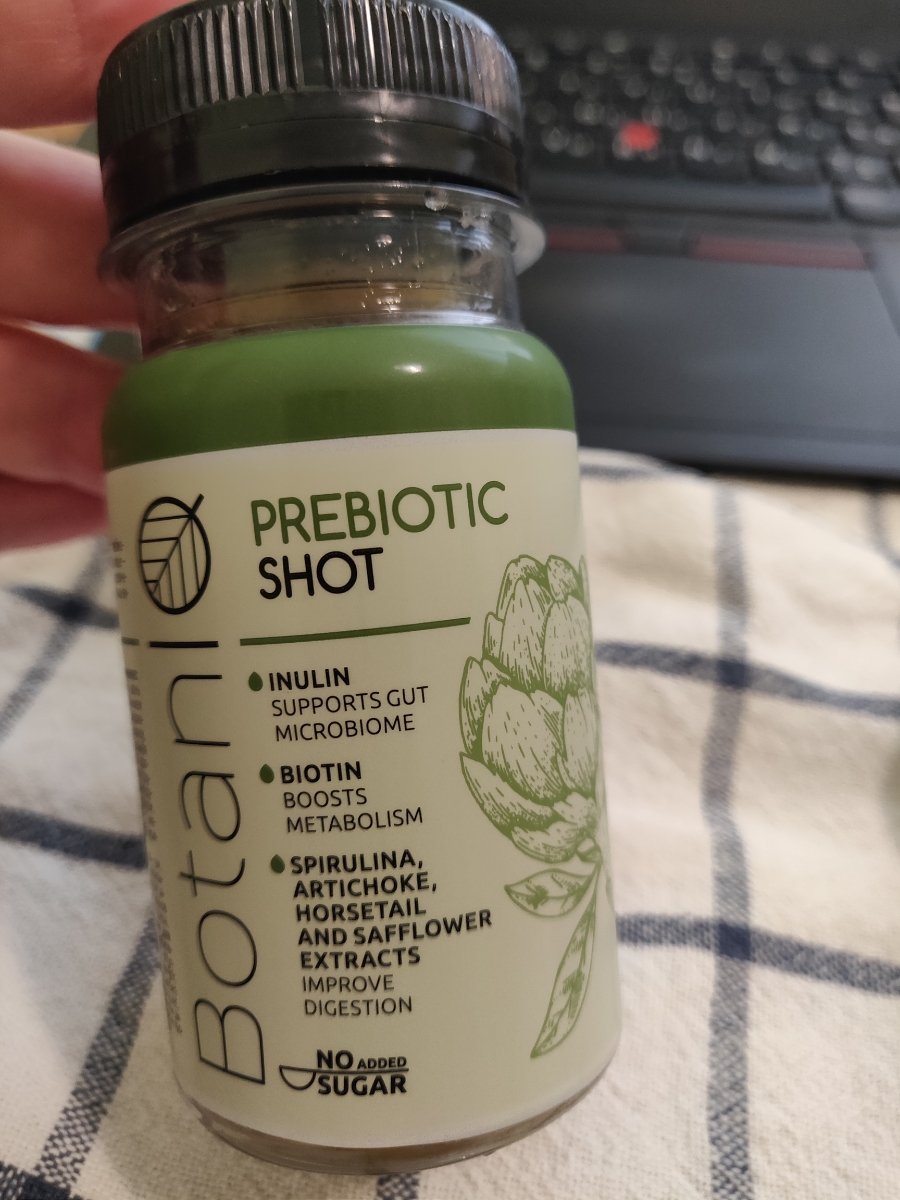 BotanIQ
PREBIOTIC
SHOT
INULIN
SUPPORTS GUT
MICROBIOME
BIOTIN
BOOSTS
METABOLISM
SPIRULINA,
ARTICHOKE,
HORSETAIL
AND SAFFLOWER
EXTRACTS
IMPROVE
DIGESTION
NO ADDED
SUGAR